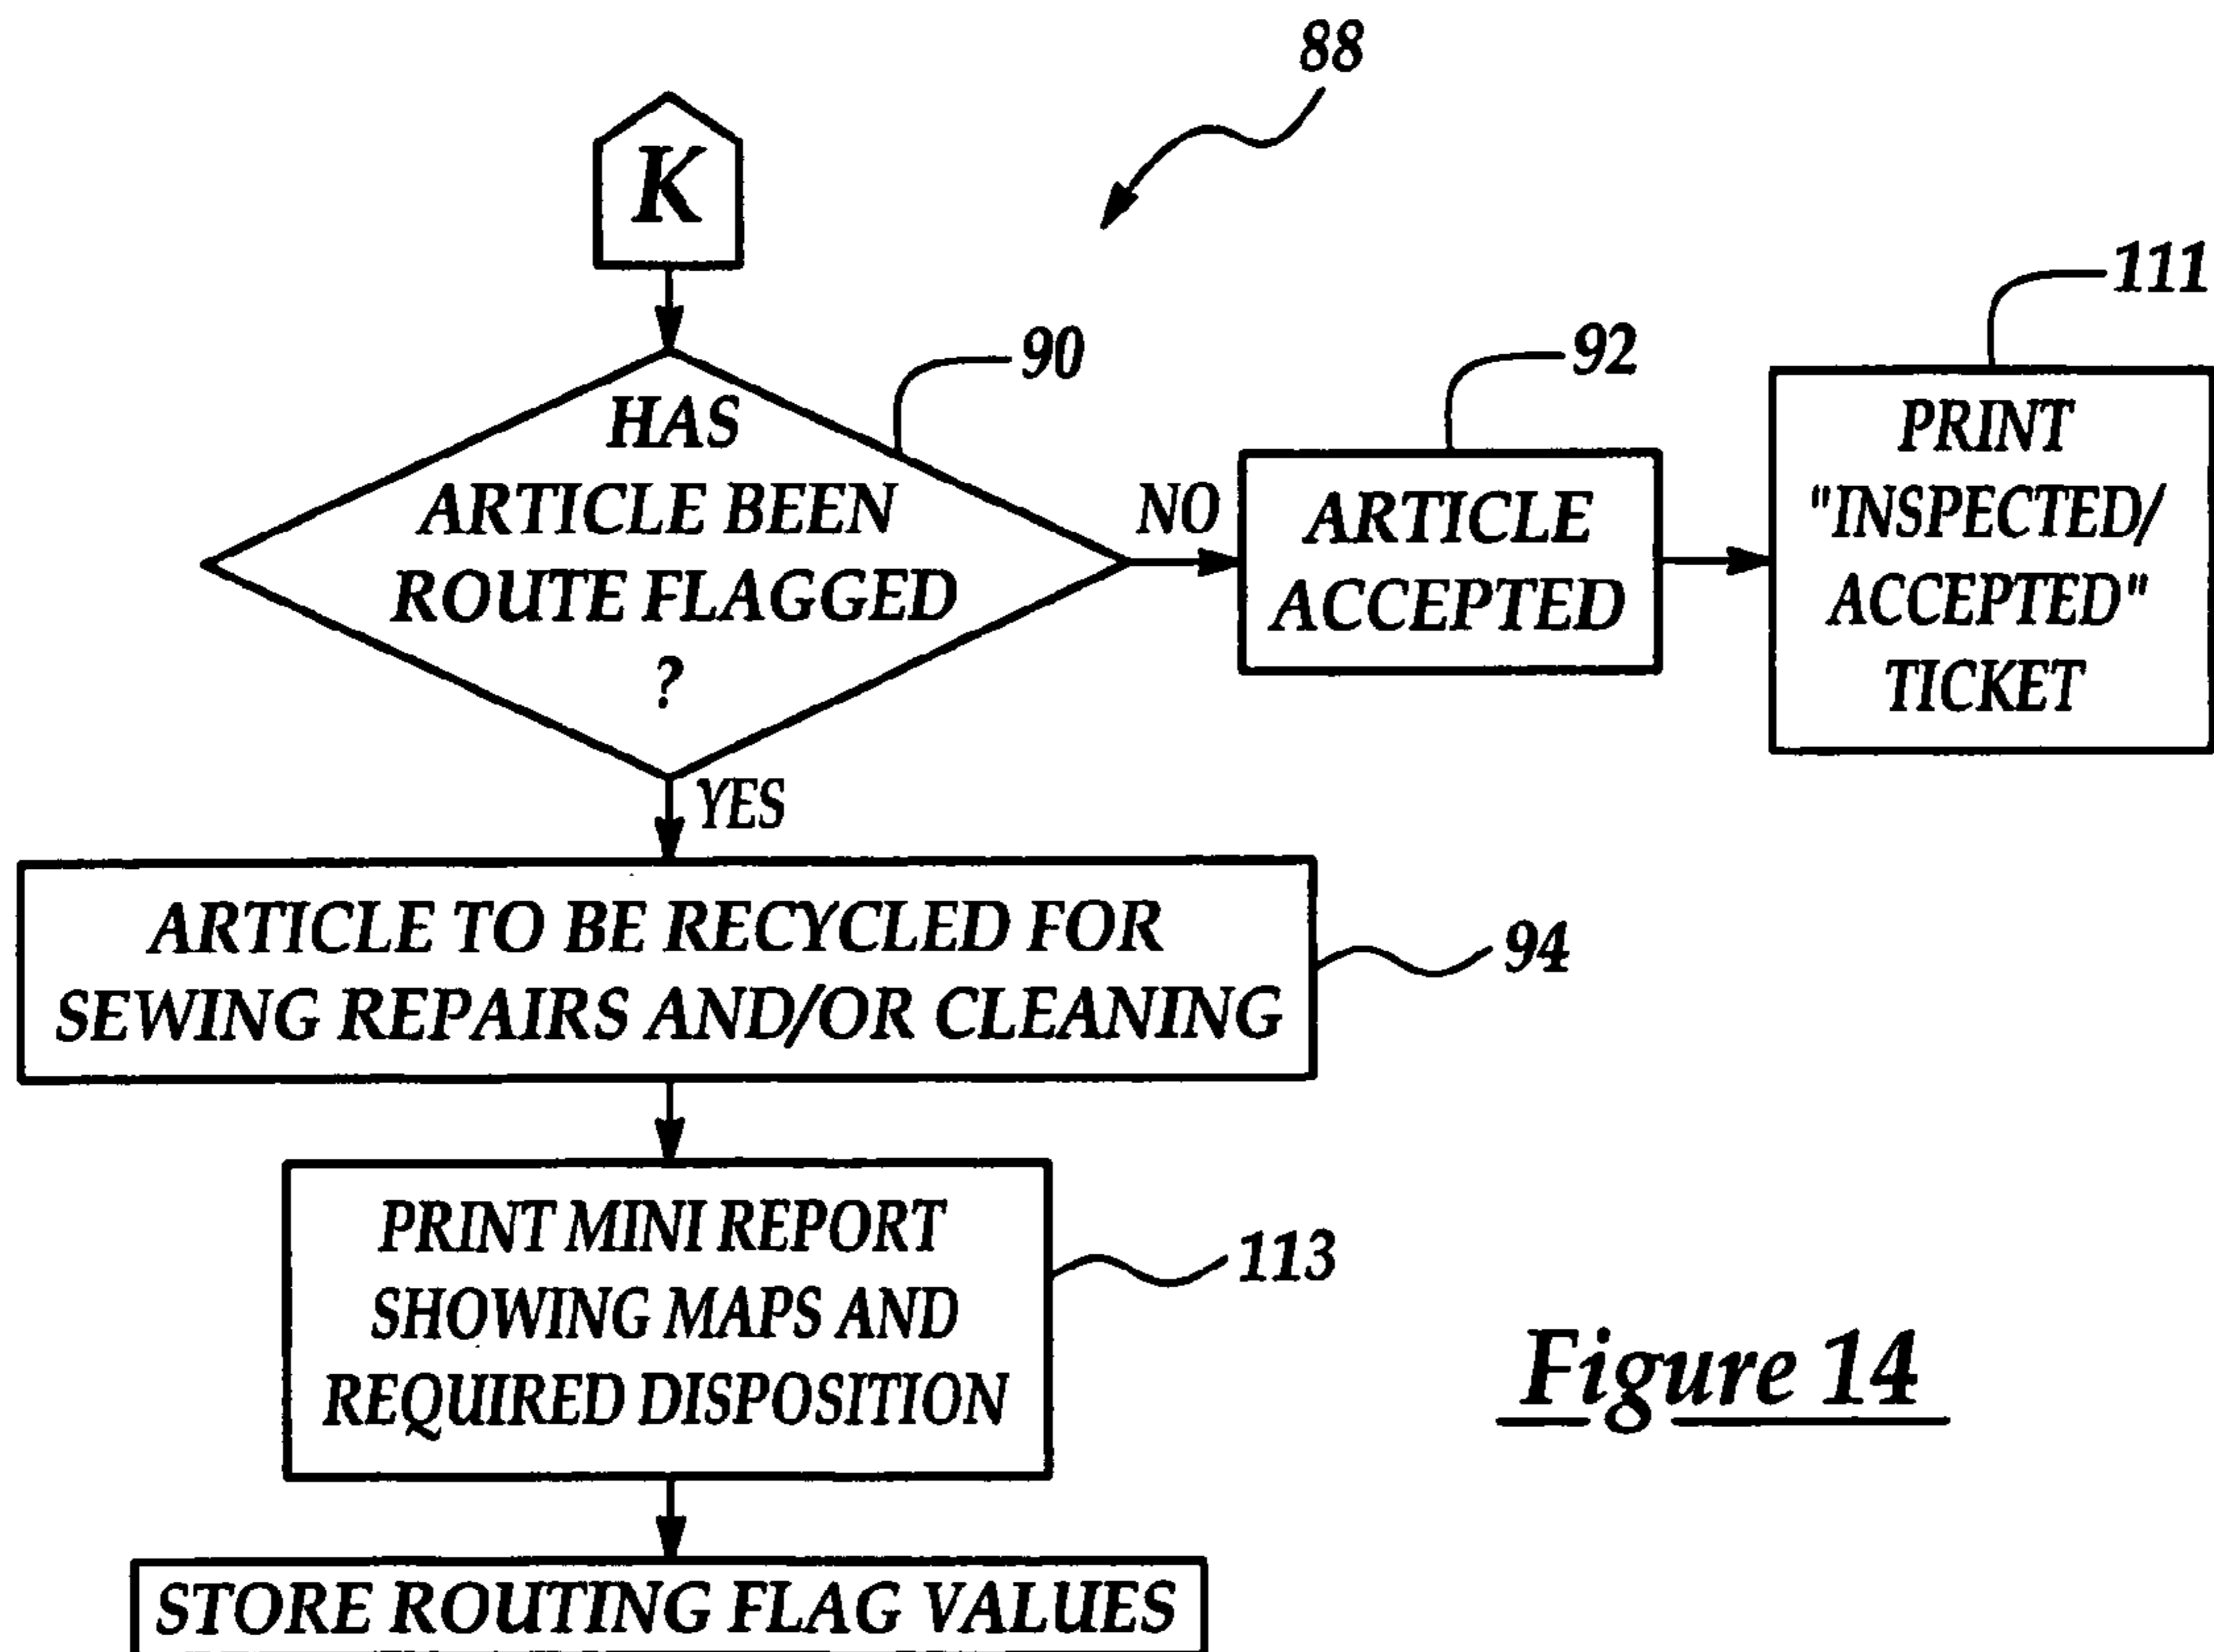 88
K
111
90
92
HAS
ARTICLE BEEN
ROUTE FLAGGED
?
NO
ARTICLE
ACCEPTED
PRINT
"INSPECTED/
ACCEPTED"
TICKET
YES
ARTICLE TO BE RECYCLED FOR
SEWING REPAIRS AND/OR CLEANING
94
PRINT MINI REPORT
SHOWING MAPS AND
REQUIRED DISPOSITION
113
Figure 14
STORE ROUTING FLAG VALUES